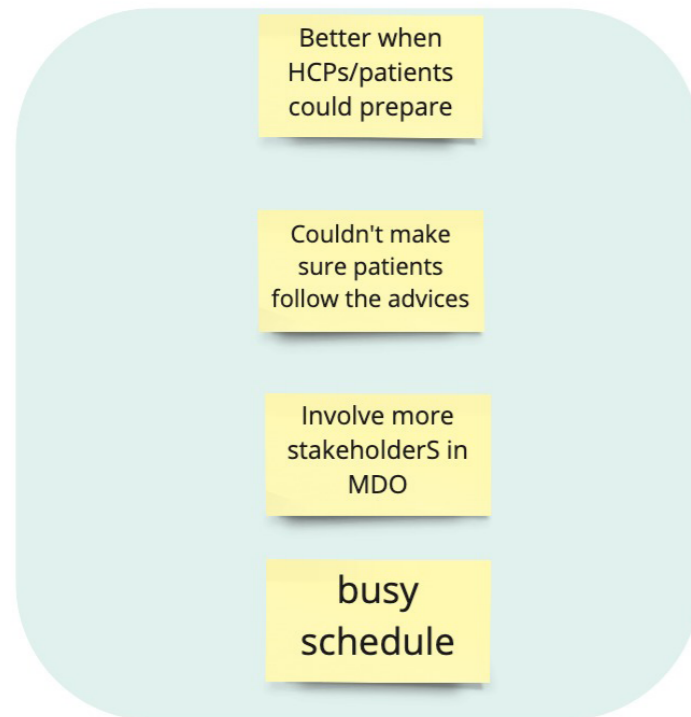 Better when
HCPs/patients
could prepare
Couldn't make
sure patients
follow the advices
Involve more
stakeholderS in
MDO
busy
schedule